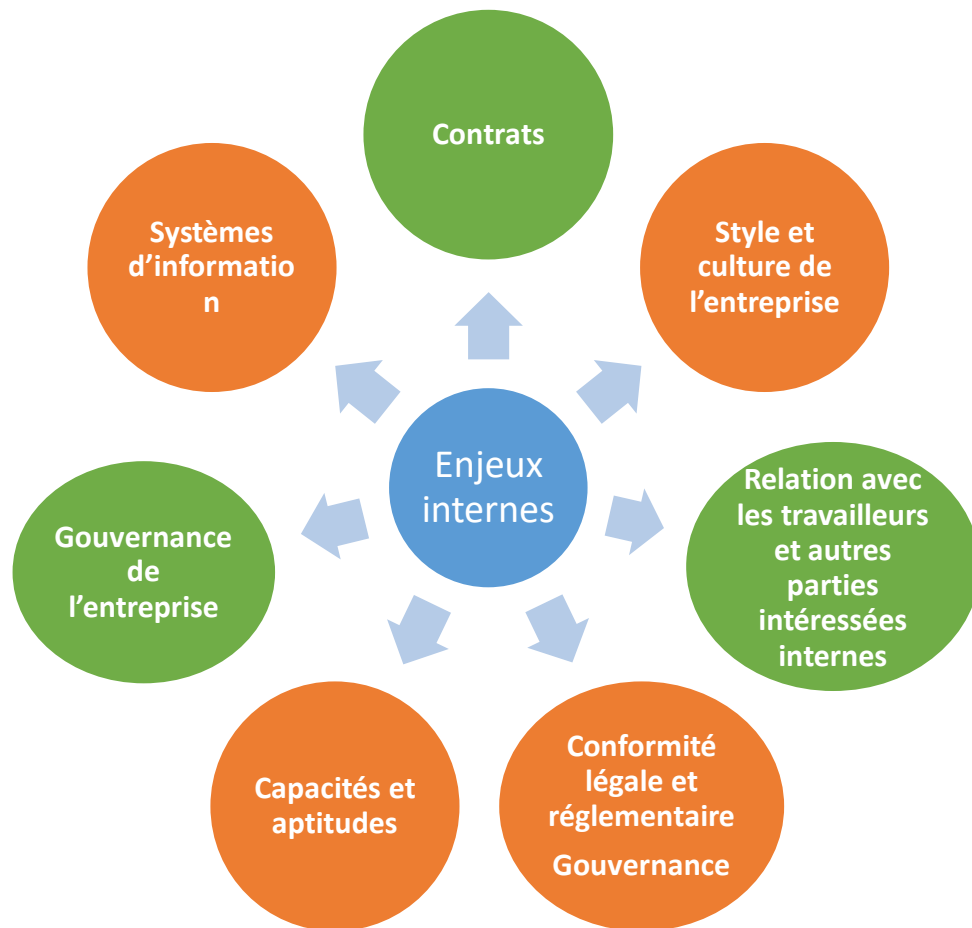 Contrats
Style et
culture de
l’entreprise
Relation avec
les travailleurs
et autres
parties
intéressées
internes
Conformité
légale et
réglementaire
Gouvernance
Capacités et
aptitudes
Gouvernance
de
l’entreprise
Systèmes
d’informatio
n
Enjeux
internes